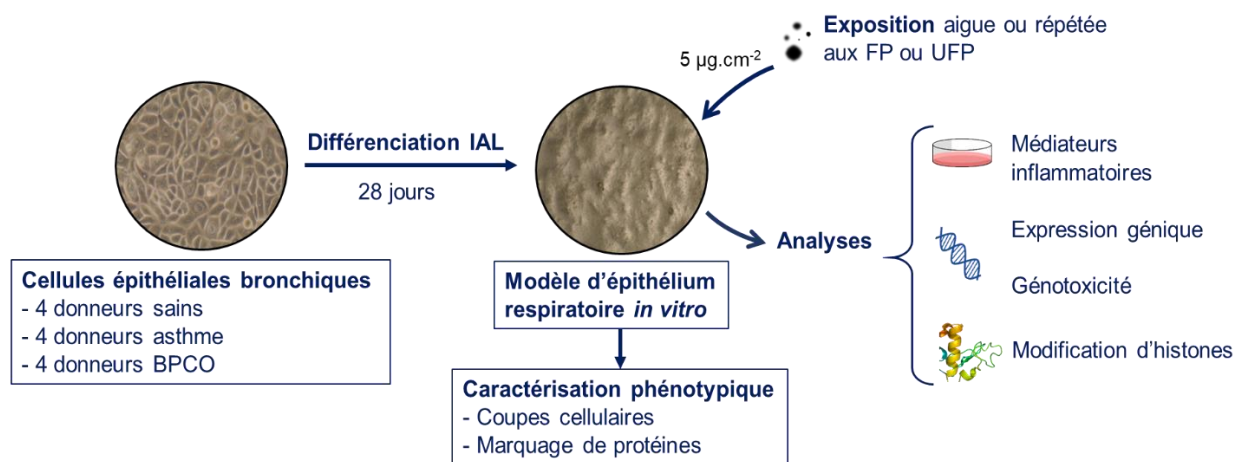 Exposition aigue ou répétée
aux FP ou UFP
5 µg.cm-2
Différenciation IAL
28 jours
Cellules épithéliales bronchiques
- 4 donneurs sains
- 4 donneurs asthme
- 4 donneurs BPCO
Modèle d'épithélium
respiratoire in vitro
Caractérisation phénotypique
- Coupes cellulaires
- Marquage de protéines
Analyses
Médiateurs
inflammatoires
Expression génique
Génotoxicité
Modification d'histones